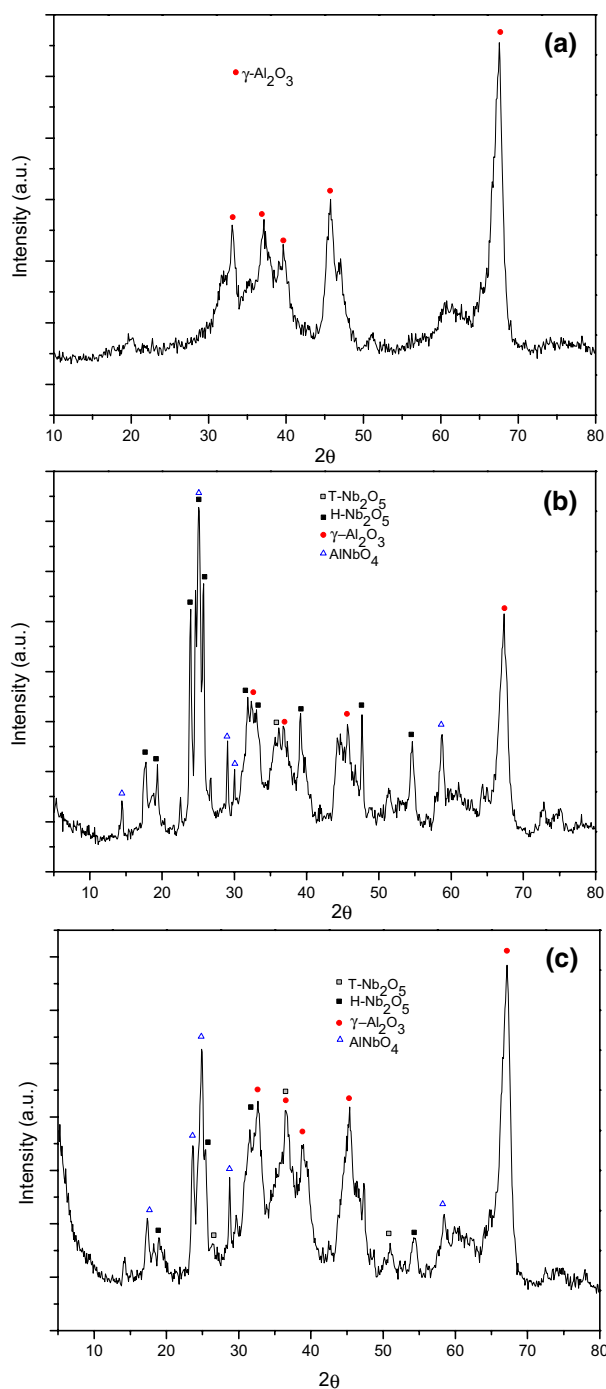 (a)
γ-Al₂O₃
Intensity (a.u.)
10 20 30 40 50 60 70 80
2θ
(b)
T-Nb₂O₅
H-Nb₂O₅
γ–Al₂O₃
AlNbO₄
Intensity (a.u.)
10 20 30 40 50 60 70 80
2θ
(c)
T-Nb₂O₅
H-Nb₂O₅
γ–Al₂O₃
AlNbO₄
Intensity (a.u.)
10 20 30 40 50 60 70 80
2θ